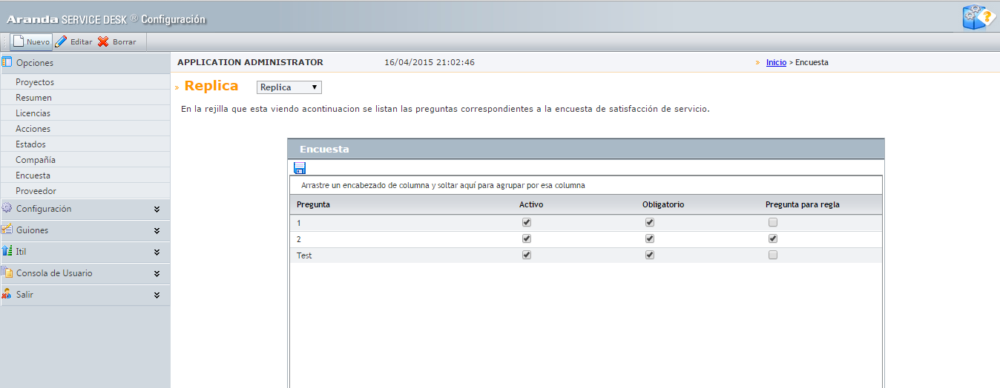 Aranda SERVICE DESK ® Configuración
Nuevo Editar Borrar
Opciones
Proyectos
Resumen
Licencias
Acciones
Estados
Compañía
Encuesta
Proveedor
Configuración
Guiones
Itil
Consola de Usuario
Salir
APPLICATION ADMINISTRATOR 16/04/2015 21:02:46 » Inicio > Encuesta
» Replica Replica ▼
En la rejilla que esta viendo acontinuacion se listan las preguntas correspondientes a la encuesta de satisfacción de servicio.
Encuesta
Arrastre un encabezado de columna y soltar aquí para agrupar por esa columna
Pregunta Activo Obligatorio Pregunta para regla
1
2
Test